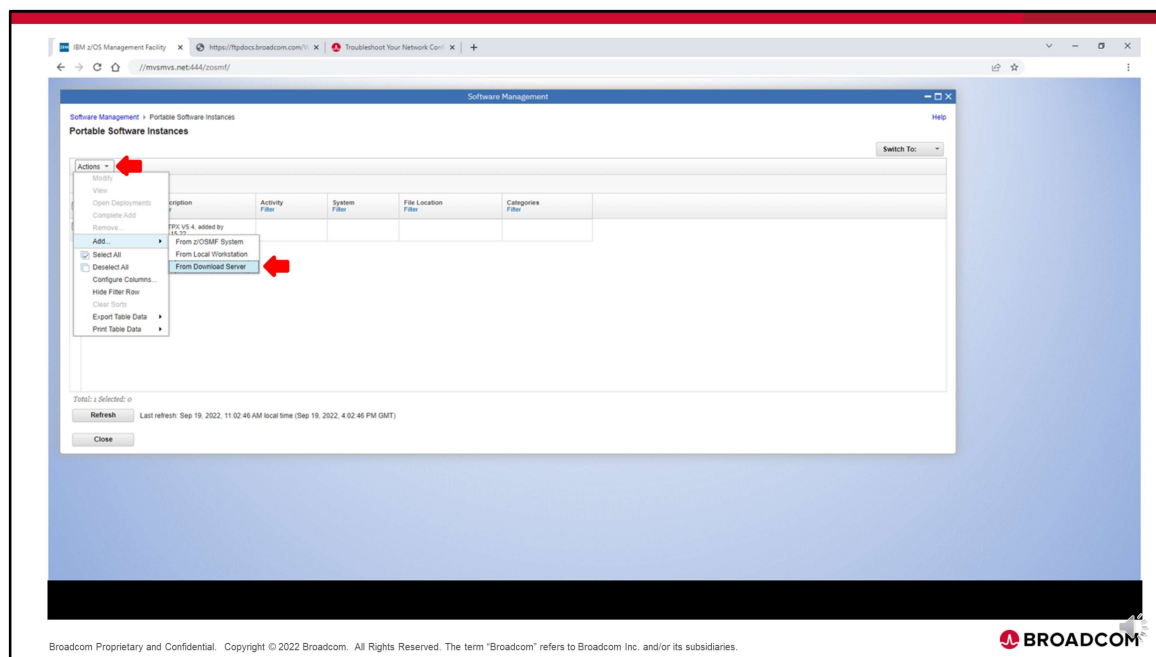 IBM z/OS Management Facility
https://ftpdocs.broadcom.com/
Troubleshoot Your Network Con
//mvsmvs.net:444/zosmf/
Software Management
Software Management › Portable Software Instances
Help
Portable Software Instances
Switch To:
Actions
Modify
View
Open Deployments
Complete Add
Remove...
Add...
Select All
Deselect All
Configure Columns...
Hide Filter Row
Clear Sorts
Export Table Data
Print Table Data
From z/OSMF System
From Local Workstation
From Download Server
cription
Activity
Filter
System
Filter
File Location
Filter
Categories
Filter
TPX V5.4, added by
15.22
Total: 1 Selected: 0
Refresh
Last refresh: Sep 19, 2022, 11:02:46 AM local time (Sep 19, 2022, 4:02:46 PM GMT)
Close
Broadcom Proprietary and Confidential. Copyright © 2022 Broadcom. All Rights Reserved. The term “Broadcom” refers to Broadcom Inc. and/or its subsidiaries.
BROADCOM